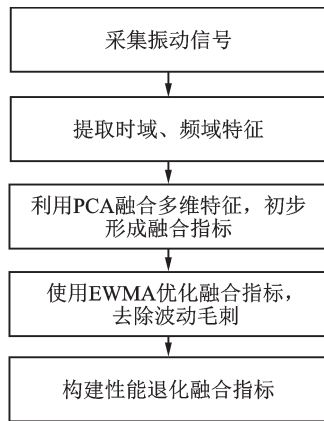 采集振动信号
提取时域、频域特征
利用PCA融合多维特征，初步
形成融合指标
使用EWMA优化融合指标，
去除波动毛刺
构建性能退化融合指标